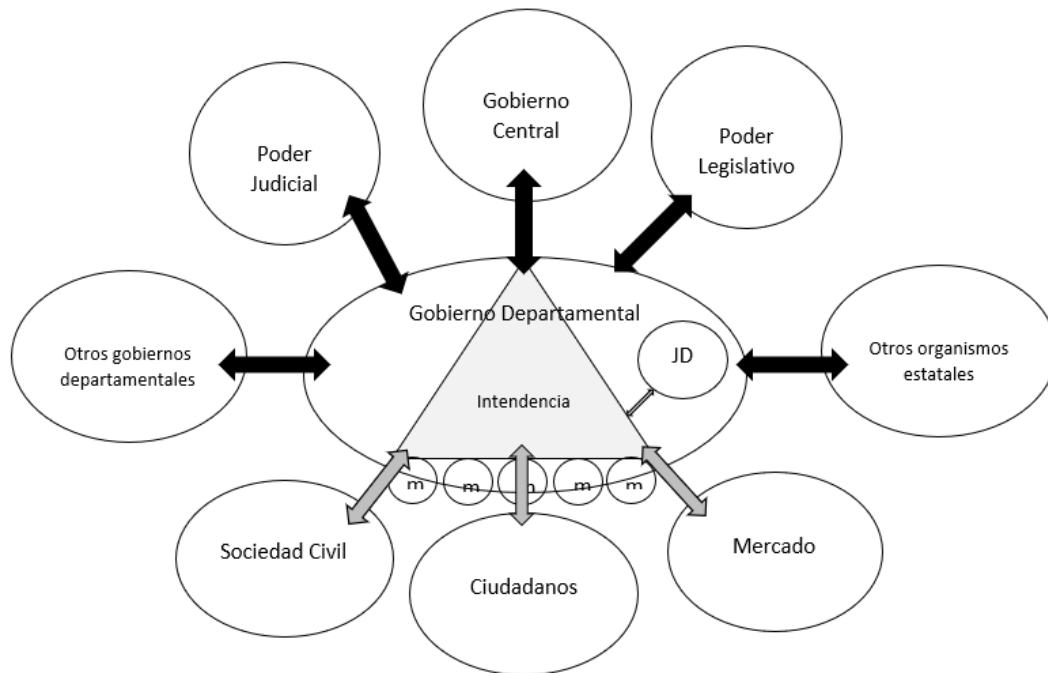 Gobierno
Central
Poder
Judicial
Poder
Legislativo
Gobierno Departamental
Otros gobiernos
departamentales
JD
Otros organismos
estatales
Intendencia
m
m
m
m
Sociedad Civil
Ciudadanos
Mercado